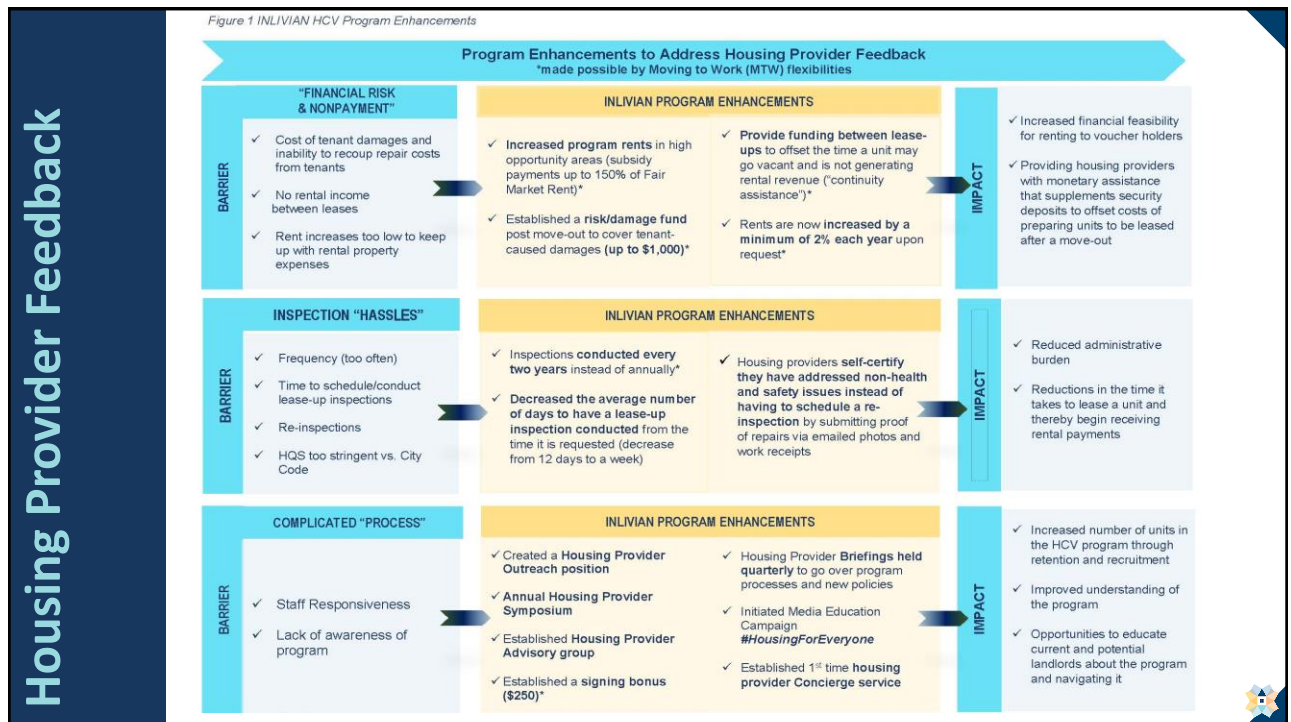 Housing Provider Feedback
Figure 1 INLIVIAN HCV Program Enhancements
Program Enhancements to Address Housing Provider Feedback
*made possible by Moving to Work (MTW) flexibilities
BARRIER
"FINANCIAL RISK
& NONPAYMENT"
✓ Cost of tenant damages and
inability to recoup repair costs
from tenants
✓ No rental income
between leases
✓ Rent increases too low to keep
up with rental property
expenses
INLIVIAN PROGRAM ENHANCEMENTS
✓ Increased program rents in high
opportunity areas (subsidy
payments up to 150% of Fair
Market Rent)*
✓ Established a risk/damage fund
post move-out to cover tenant-
caused damages (up to $1,000)*
✓ Provide funding between lease-
ups to offset the time a unit may
go vacant and is not generating
rental revenue ("continuity
assistance")*
✓ Rents are now increased by a
minimum of 2% each year upon
request*
IMPACT
✓ Increased financial feasibility
for renting to voucher holders
✓ Providing housing providers
with monetary assistance
that supplements security
deposits to offset costs of
preparing units to be leased
after a move-out
BARRIER
INSPECTION "HASSLES"
✓ Frequency (too often)
✓ Time to schedule/conduct
lease-up inspections
✓ Re-inspections
✓ HQS too stringent vs. City
Code
INLIVIAN PROGRAM ENHANCEMENTS
✓ Inspections conducted every
two years instead of annually*
✓ Decreased the average number
of days to have a lease-up
inspection conducted from the
time it is requested (decrease
from 12 days to a week)
✓ Housing providers self-certify
they have addressed non-health
and safety issues instead of
having to schedule a re-
inspection by submitting proof
of repairs via emailed photos and
work receipts
IMPACT
✓ Reduced administrative
burden
✓ Reductions in the time it
takes to lease a unit and
thereby begin receiving
rental payments
BARRIER
COMPLICATED "PROCESS"
✓ Staff Responsiveness
✓ Lack of awareness of
program
INLIVIAN PROGRAM ENHANCEMENTS
✓ Created a Housing Provider
Outreach position
✓ Annual Housing Provider
Symposium
✓ Established Housing Provider
Advisory group
✓ Established a signing bonus
($250)*
✓ Housing Provider Briefings held
quarterly to go over program
processes and new policies
✓ Initiated Media Education
Campaign
#HousingForEveryone
✓ Established 1st time housing
provider Concierge service
IMPACT
✓ Increased number of units in
the HCV program through
retention and recruitment
✓ Improved understanding of
the program
✓ Opportunities to educate
current and potential
landlords about the program
and navigating it